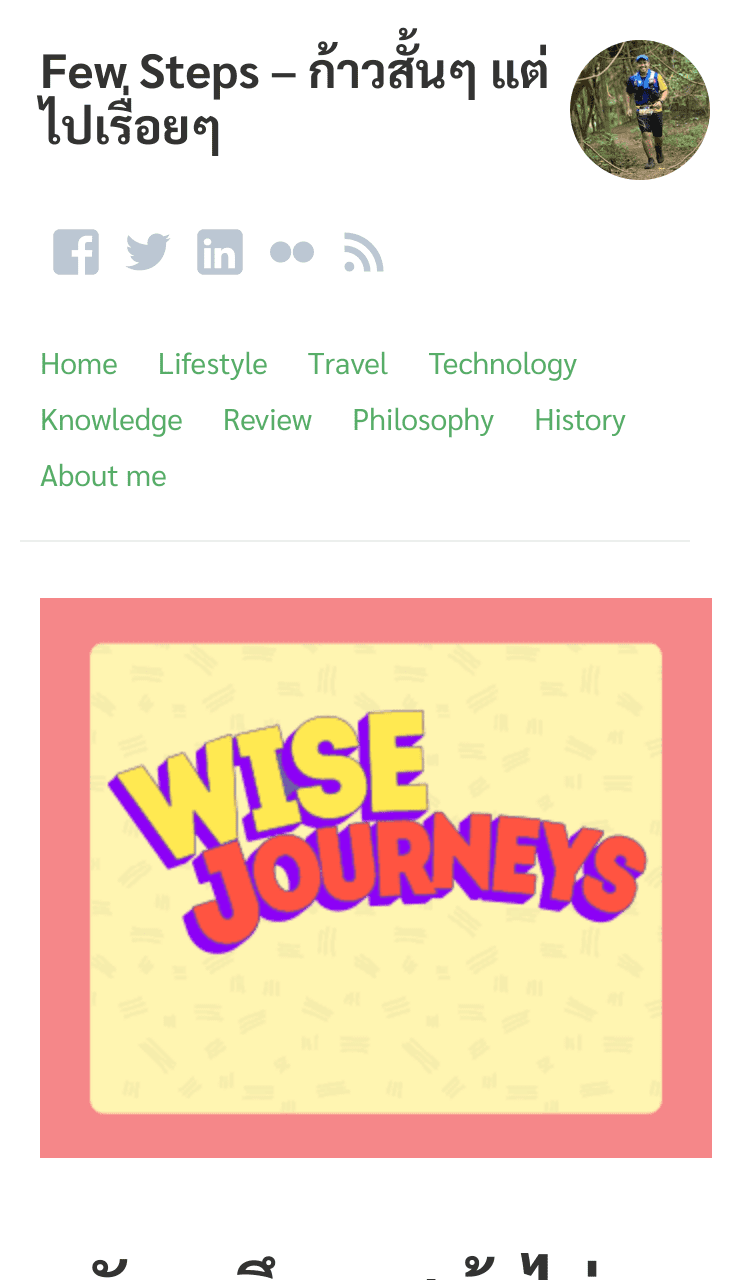 Few Steps – ก้าวสั้นๆ แต่
ไปเรื่อยๆ
Home Lifestyle Travel Technology
Knowledge Review Philosophy History
About me
WISE
JOURNEYS